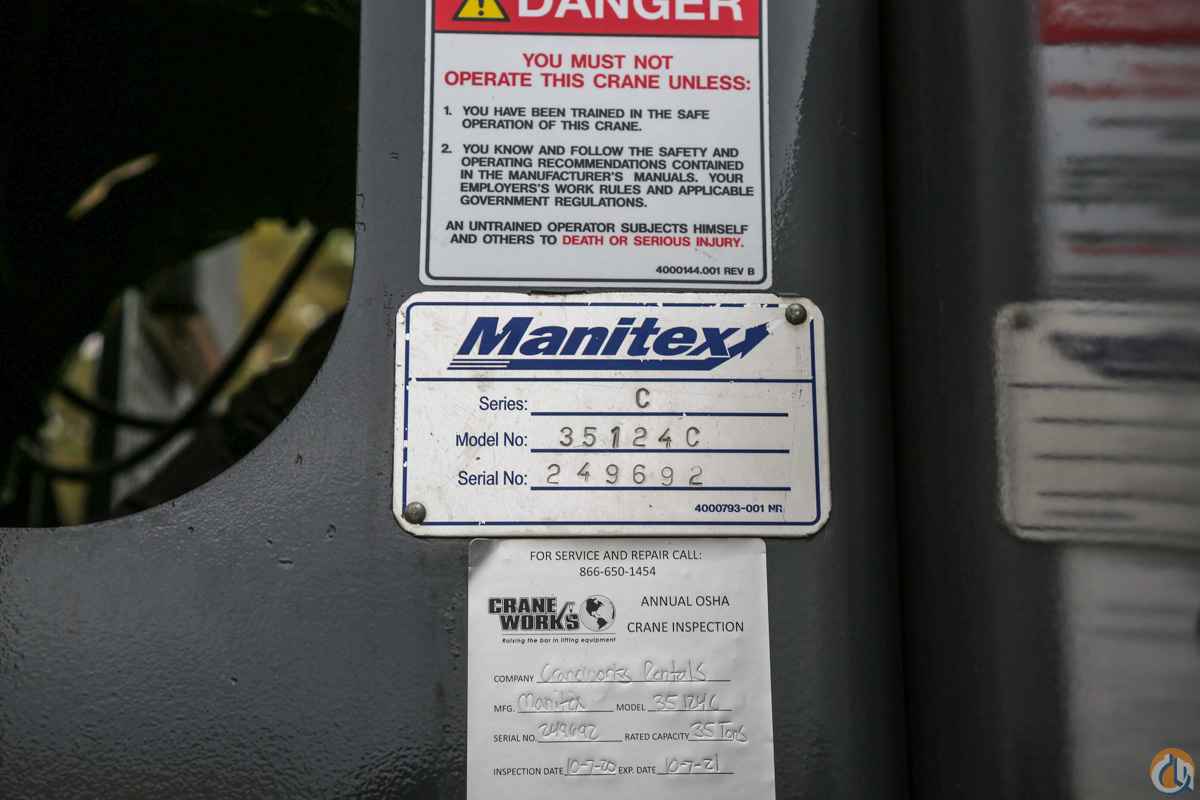 DANGER
YOU MUST NOT
OPERATE THIS CRANE UNLESS:
1. YOU HAVE BEEN TRAINED IN THE SAFE
OPERATION OF THIS CRANE.
2. YOU KNOW AND FOLLOW THE SAFETY AND
OPERATING RECOMMENDATIONS CONTAINED
IN THE MANUFACTURER'S MANUALS. YOUR
EMPLOYERS'S WORK RULES AND APPLICABLE
GOVERNMENT REGULATIONS.
AN UNTRAINED OPERATOR SUBJECTS HIMSELF
AND OTHERS TO DEATH OR SERIOUS INJURY.
4000144.001 REV B
Manitex
Series: C
Model No: 35124C
Serial No: 249692
4000793-001 NR
FOR SERVICE AND REPAIR CALL:
866-650-1454
CRANE
WORKS
Raising the bar in lifting equipment
ANNUAL OSHA
CRANE INSPECTION
COMPANY Craneworks Rentals
MFG. Manitex MODEL 35124C
SERIAL NO. 249692 RATED CAPACITY 35 Tons
INSPECTION DATE 10-7-20 EXP. DATE 10-7-21